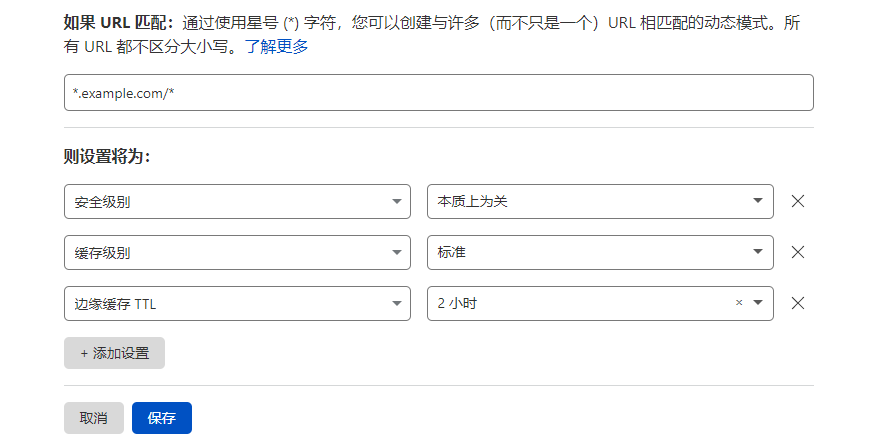 如果 URL 匹配：通过使用星号 (*) 字符，您可以创建与许多（而不只是一个）URL 相匹配的动态模式。所
有 URL 都不区分大小写。了解更多
*.example.com/*
则设置将为：
安全级别 本质上为关
缓存级别 标准
边缘缓存 TTL 2 小时 ×
+ 添加设置
取消 保存